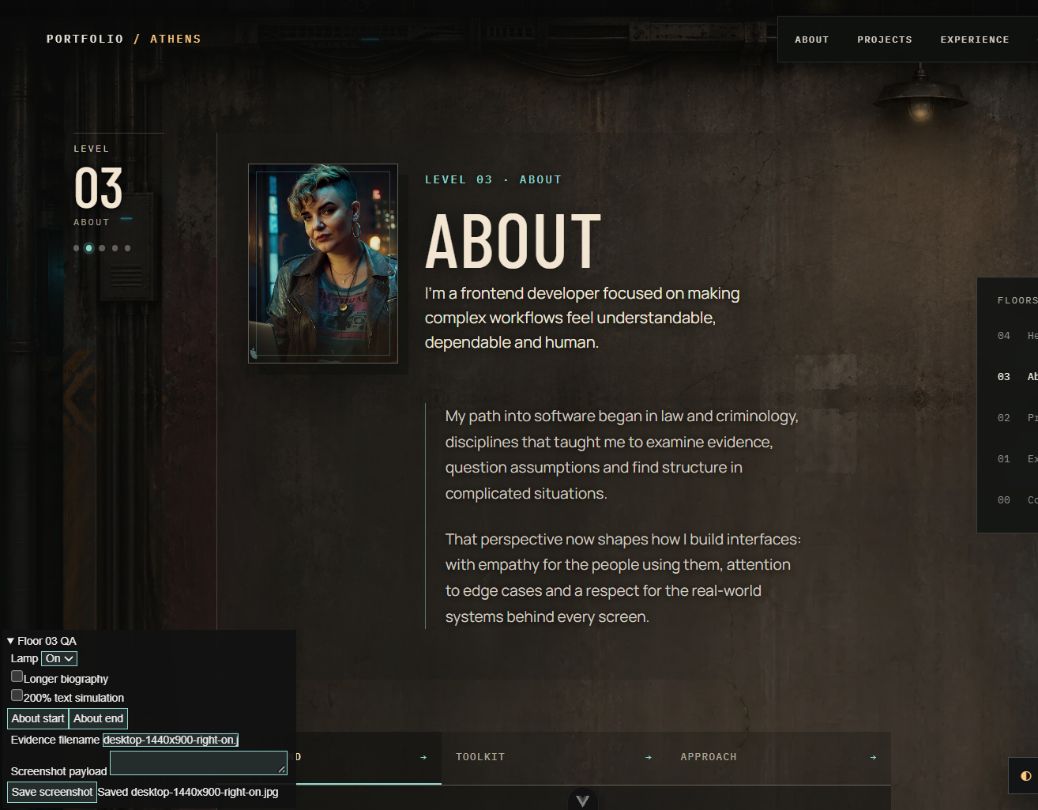 PORTFOLIO / ATHENS
ABOUT PROJECTS EXPERIENCE
LEVEL
03
ABOUT
LEVEL 03 · ABOUT
ABOUT
I'm a frontend developer focused on making
complex workflows feel understandable,
dependable and human.
My path into software began in law and criminology,
disciplines that taught me to examine evidence,
question assumptions and find structure in
complicated situations.
That perspective now shapes how I build interfaces:
with empathy for the people using them, attention
to edge cases and a respect for the real-world
systems behind every screen.
FLOORS
04 He
03 Ab
02 Pr
01 Ex
00 Co
Floor 03 QA
Lamp On
Longer biography
200% text simulation
About start About end
Evidence filename desktop-1440x900-right-on.j
Screenshot payload
Save screenshot Saved desktop-1440x900-right-on.jpg
D → TOOLKIT → APPROACH →